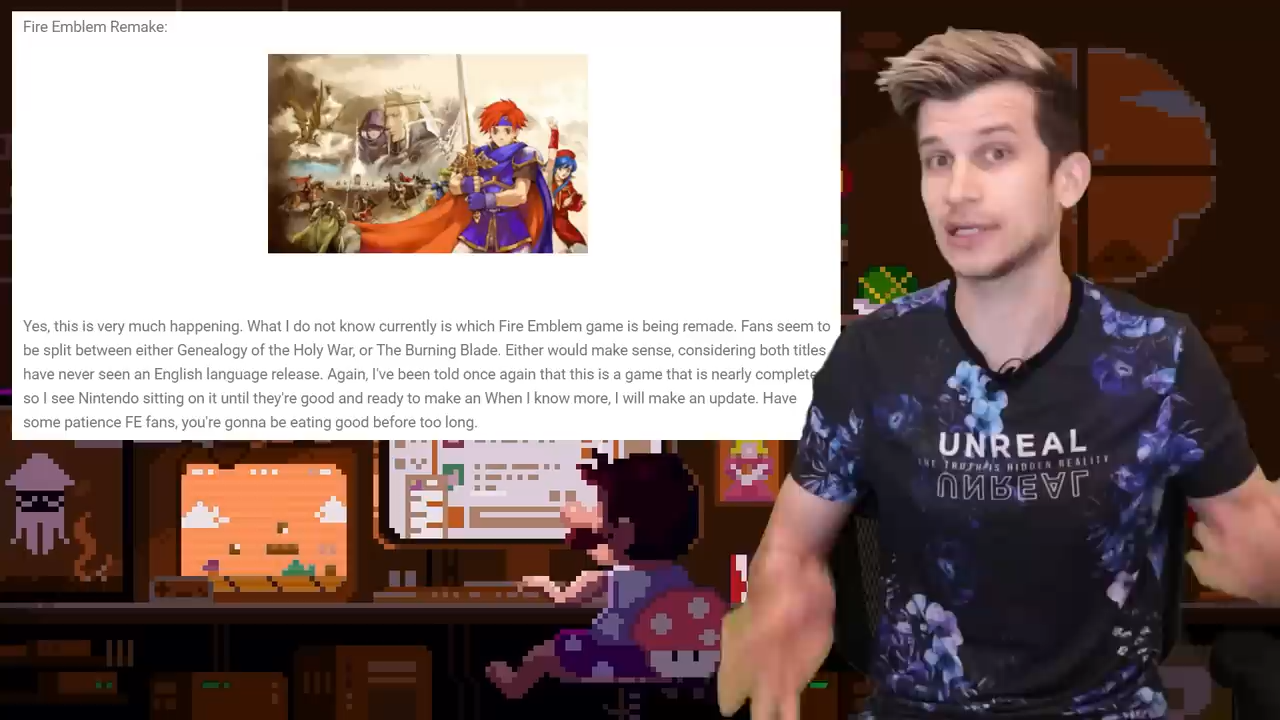 Fire Emblem Remake:
Yes, this is very much happening. What I do not know currently is which Fire Emblem game is being remade. Fans seem to
be split between either Genealogy of the Holy War, or The Burning Blade. Either would make sense, considering both titles
have never seen an English language release. Again, I've been told once again that this is a game that is nearly complete
so I see Nintendo sitting on it until they're good and ready to make an When I know more, I will make an update. Have
some patience FE fans, you're gonna be eating good before too long.
UNREAL
THE TRUTH IS HIDDEN REALITY
UNREAL